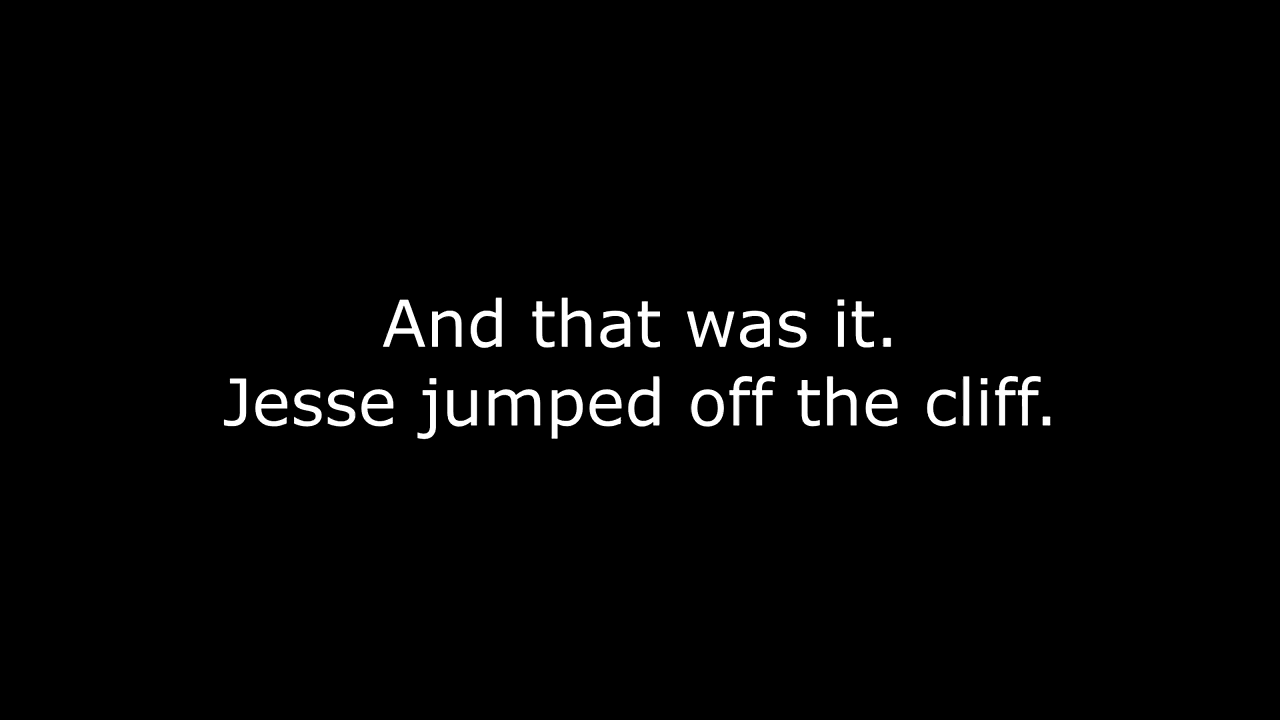 And that was it.
Jesse jumped off the cliff.